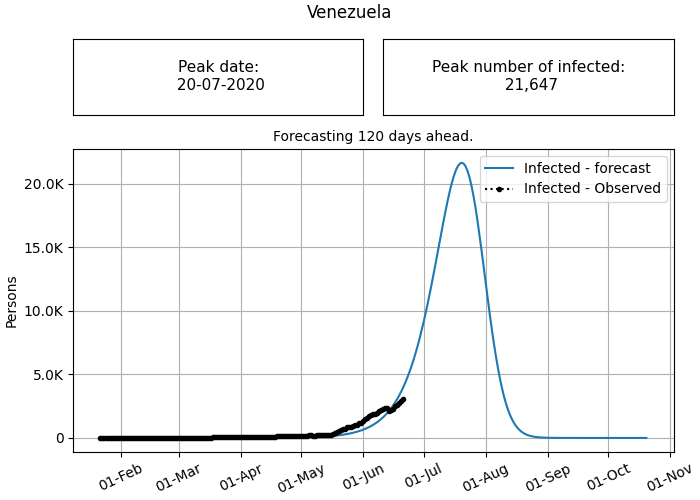 Venezuela
Peak date:
20-07-2020
Peak number of infected:
21,647
Forecasting 120 days ahead.
Infected - forecast
Infected - Observed
Persons
20.0K
15.0K
10.0K
5.0K
0
01-Feb
01-Mar
01-Apr
01-May
01-Jun
01-Jul
01-Aug
01-Sep
01-Oct
01-Nov